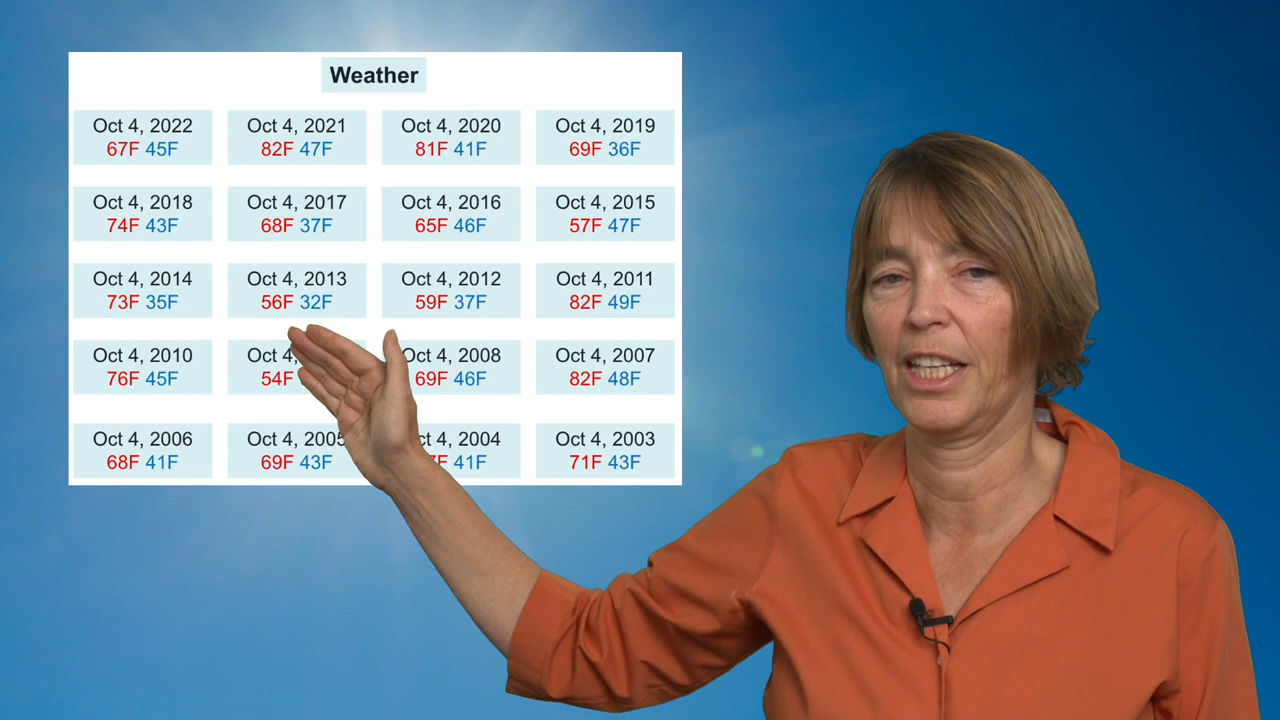 Weather
Oct 4, 2022
67F 45F
Oct 4, 2021
82F 47F
Oct 4, 2020
81F 41F
Oct 4, 2019
69F 36F
Oct 4, 2018
74F 43F
Oct 4, 2017
68F 37F
Oct 4, 2016
65F 46F
Oct 4, 2015
57F 47F
Oct 4, 2014
73F 35F
Oct 4, 2013
56F 32F
Oct 4, 2012
59F 37F
Oct 4, 2011
82F 49F
Oct 4, 2010
76F 45F
Oct 4,
54F
Oct 4, 2008
69F 46F
Oct 4, 2007
82F 48F
Oct 4, 2006
68F 41F
Oct 4, 2005
69F 43F
4, 2004
41F
Oct 4, 2003
71F 43F